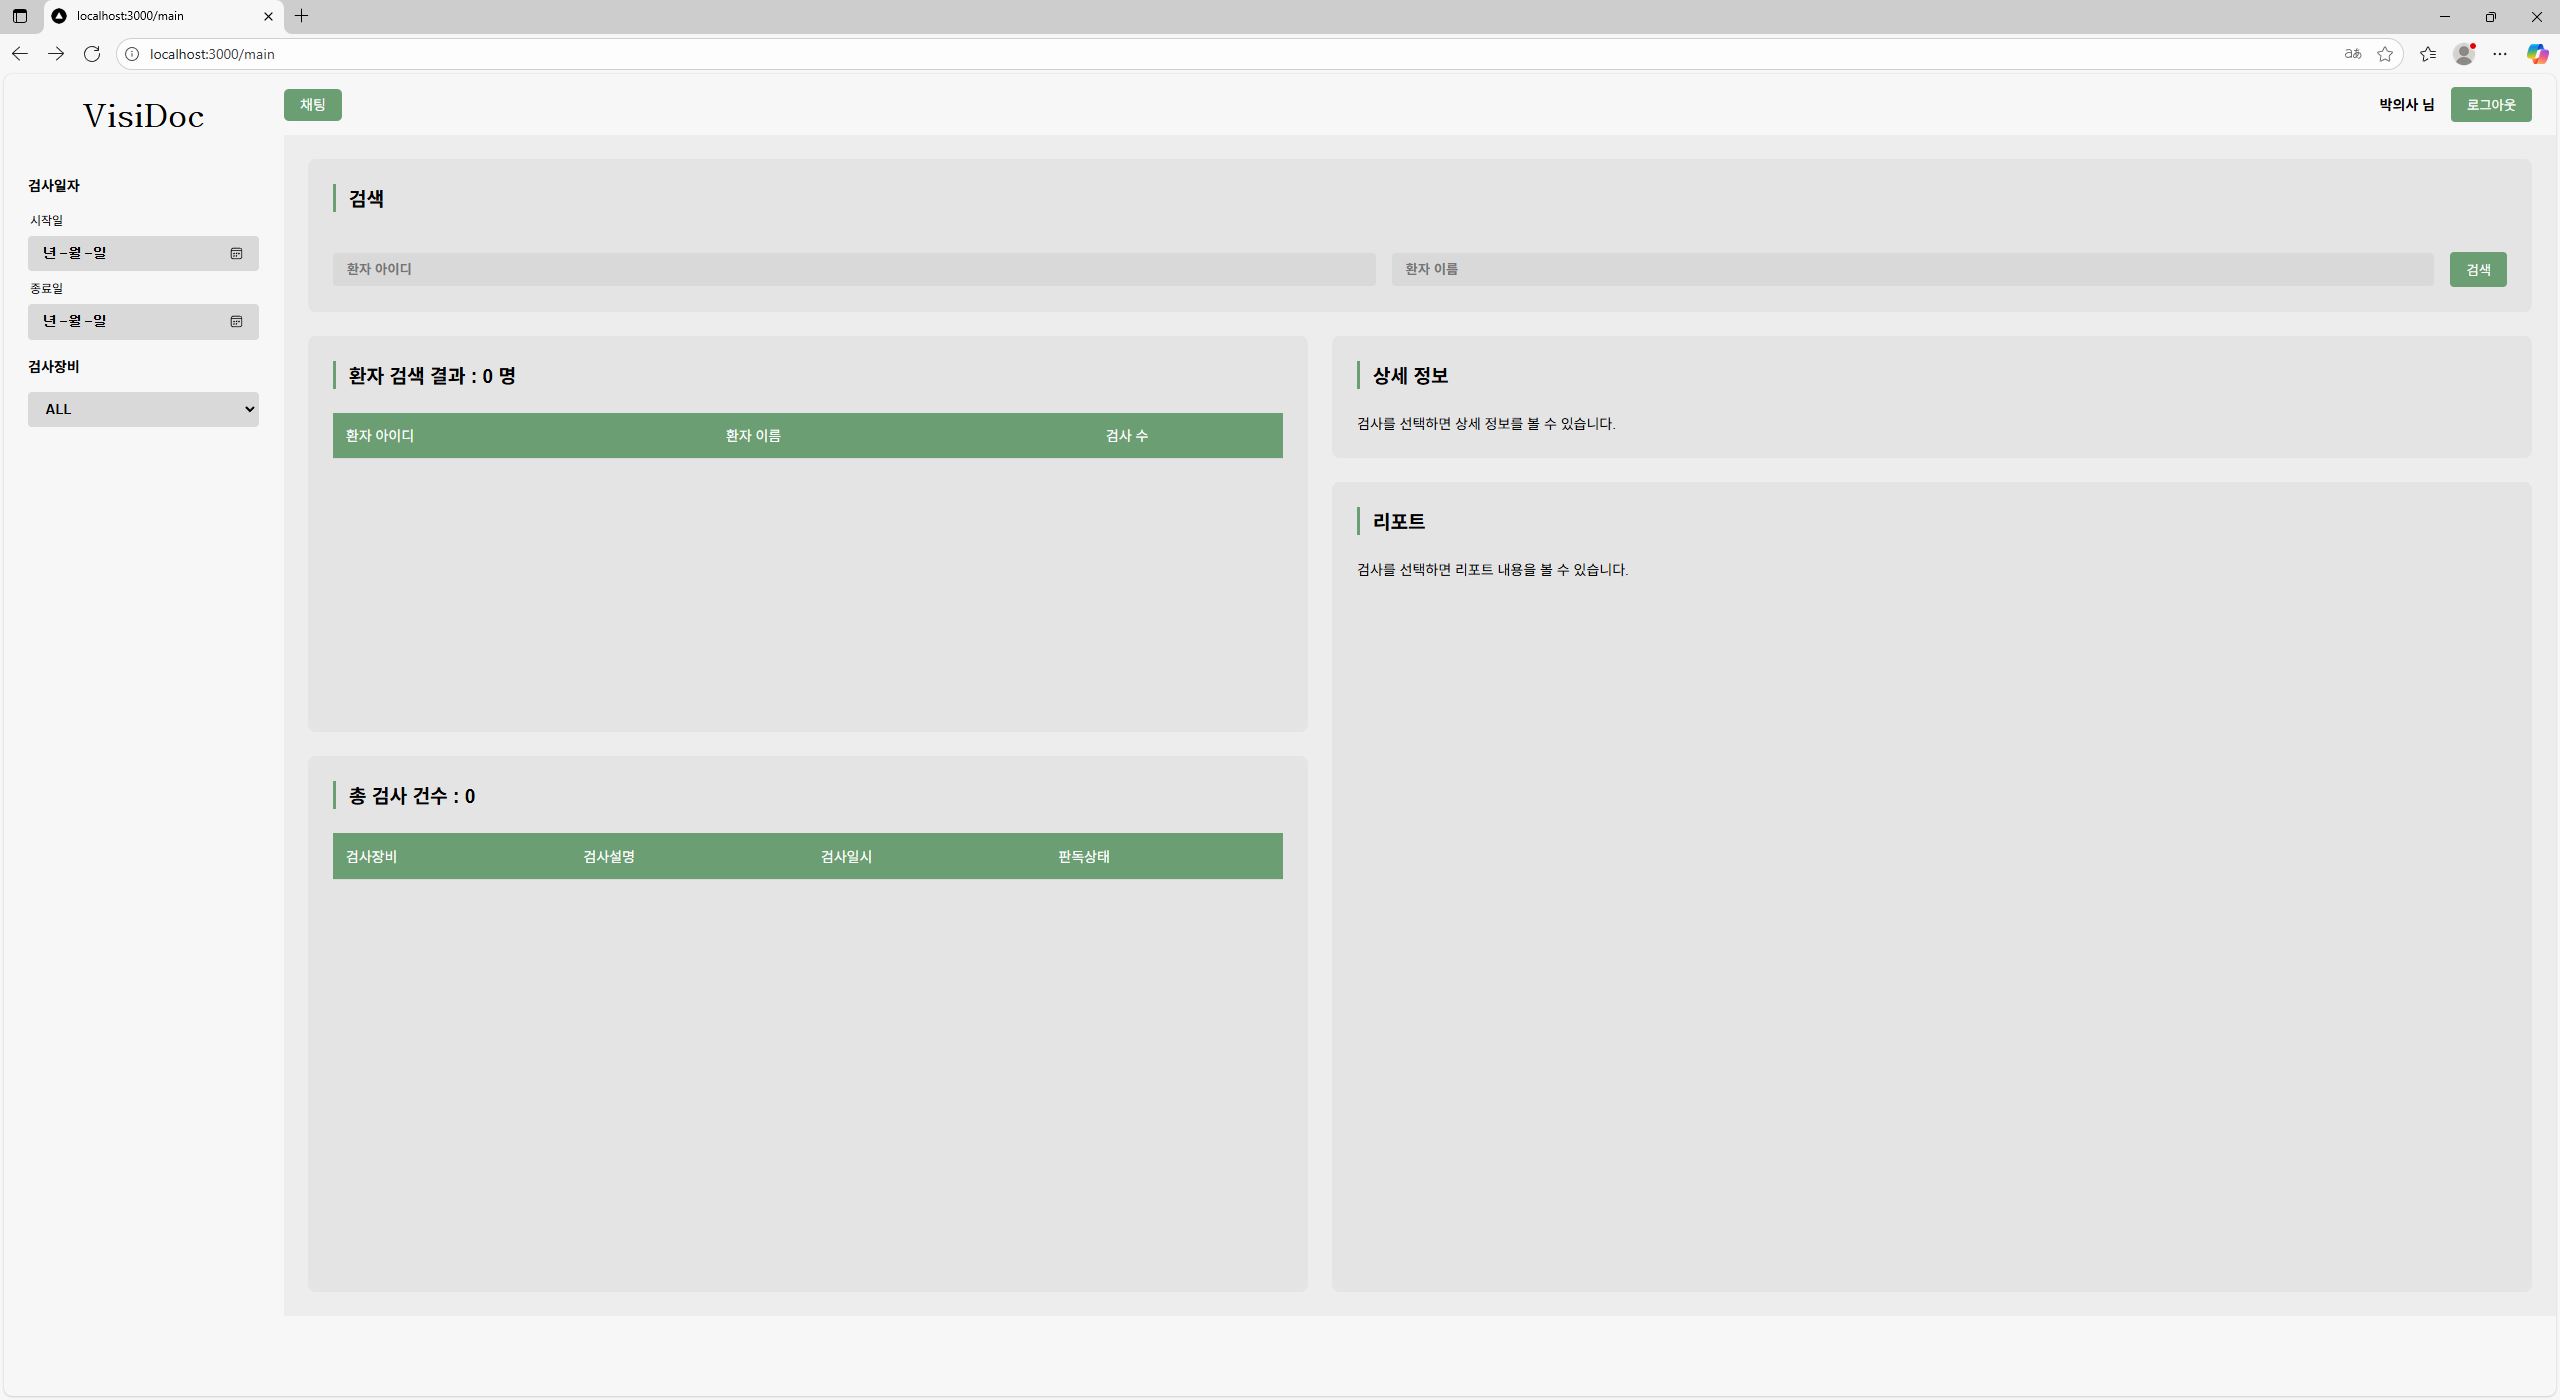 localhost:3000/main
localhost:3000/main
aあ
VisiDoc
채팅
박의사 님
로그아웃
검사일자
시작일
년-월-일
종료일
년-월-일
검사장비
ALL
검색
환자 아이디
환자 이름
검색
환자 검색 결과 : 0 명
환자 아이디 환자 이름 검사 수
총 검사 건수 : 0
검사장비 검사설명 검사일시 판독상태
상세 정보
검사를 선택하면 상세 정보를 볼 수 있습니다.
리포트
검사를 선택하면 리포트 내용을 볼 수 있습니다.